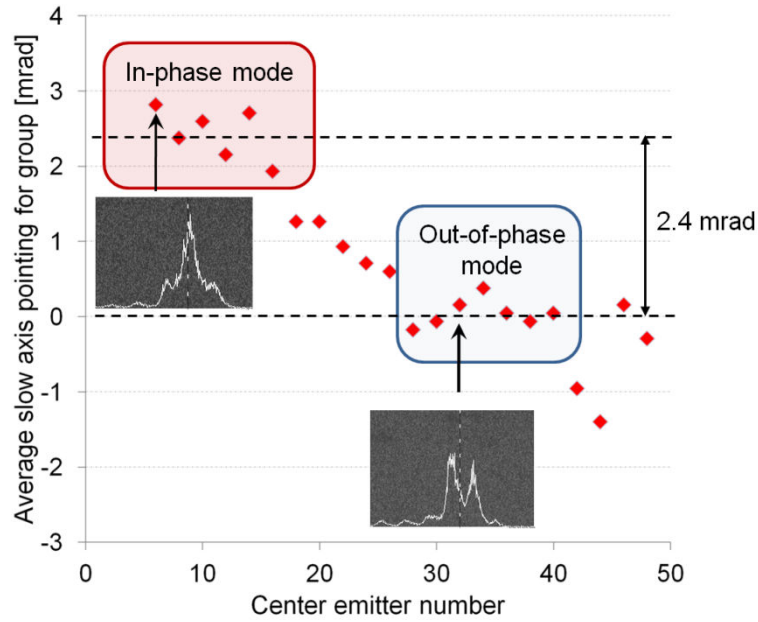 Average slow axis pointing for group [mrad]
4
3
2
1
0
-1
-2
-3
In-phase mode
Out-of-phase
mode
2.4 mrad
0
10
20
30
40
50
Center emitter number